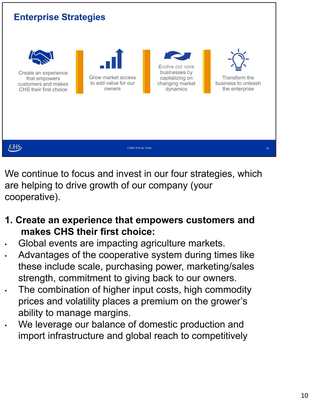 Enterprise Strategies
Create an experience
that empowers
customers and makes
CHS their first choice
Grow market access
to add value for our
owners
Evolve our core
businesses by
capitalizing on
changing market
dynamics
Transform the
business to unleash
the enterprise
CHS
We continue to focus and invest in our four strategies, which
are helping to drive growth of our company (your
cooperative).
1. Create an experience that empowers customers and
makes CHS their first choice:
• Global events are impacting agriculture markets.
• Advantages of the cooperative system during times like
these include scale, purchasing power, marketing/sales
strength, commitment to giving back to our owners.
• The combination of higher input costs, high commodity
prices and volatility places a premium on the grower’s
ability to manage margins.
• We leverage our balance of domestic production and
import infrastructure and global reach to competitively
10